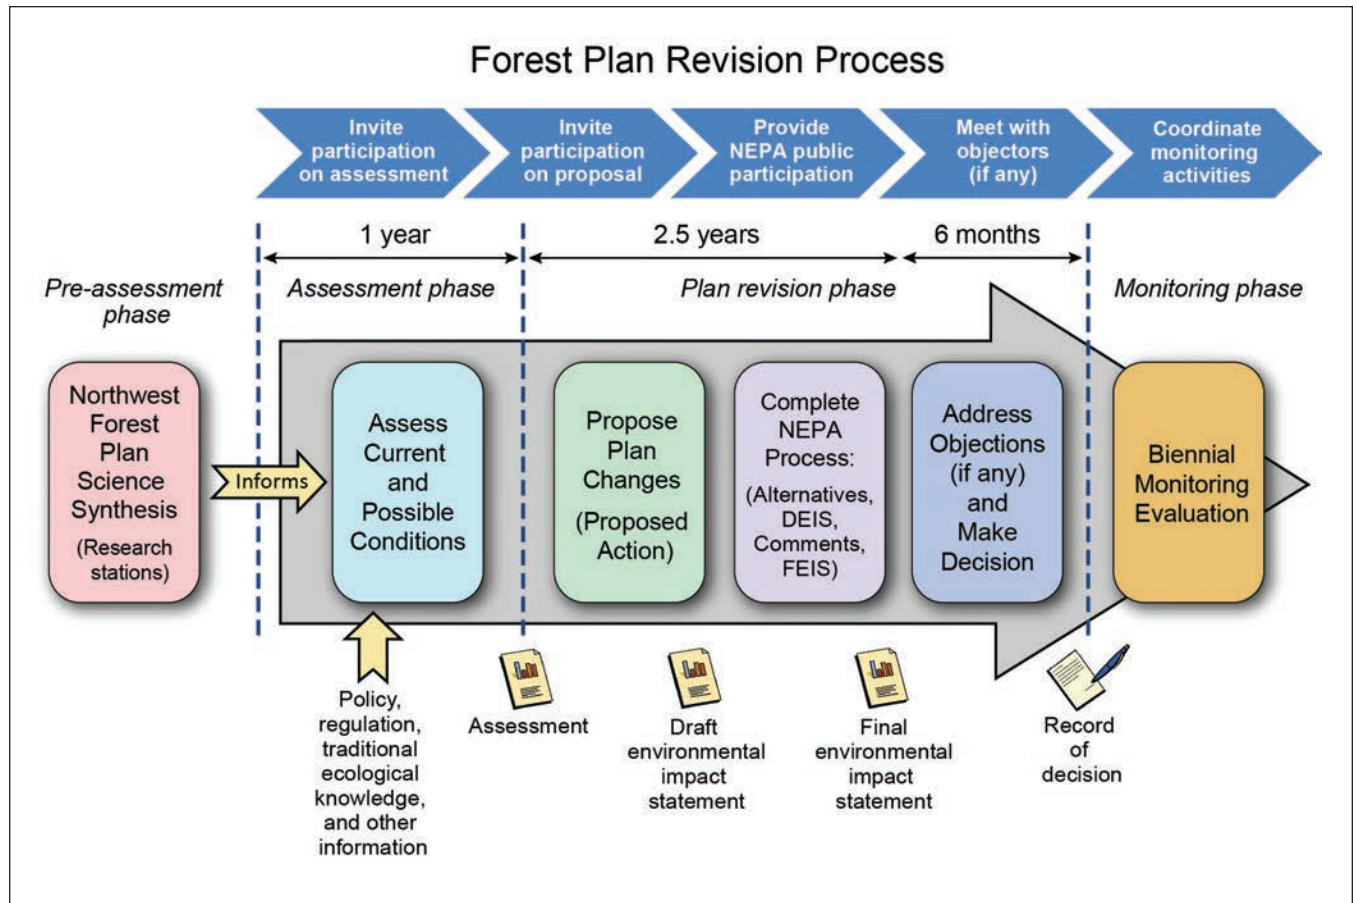 Forest Plan Revision Process
Invite
participation
on assessment
Invite
participation
on proposal
Provide
NEPA public
participation
Meet with
objectors
(if any)
Coordinate
monitoring
activities
1 year
2.5 years
6 months
Pre-assessment
phase
Assessment phase
Plan revision phase
Monitoring phase
Northwest
Forest
Plan
Science
Synthesis
(Research
stations)
Informs
Assess
Current
and
Possible
Conditions
Propose
Plan
Changes
(Proposed
Action)
Complete
NEPA
Process:
(Alternatives,
DEIS,
Comments,
FEIS)
Address
Objections
(if any)
and
Make
Decision
Biennial
Monitoring
Evaluation
Policy,
regulation,
traditional
ecological
knowledge,
and other
information
Assessment
Draft
environmental
impact
statement
Final
environmental
impact
statement
Record
of
decision